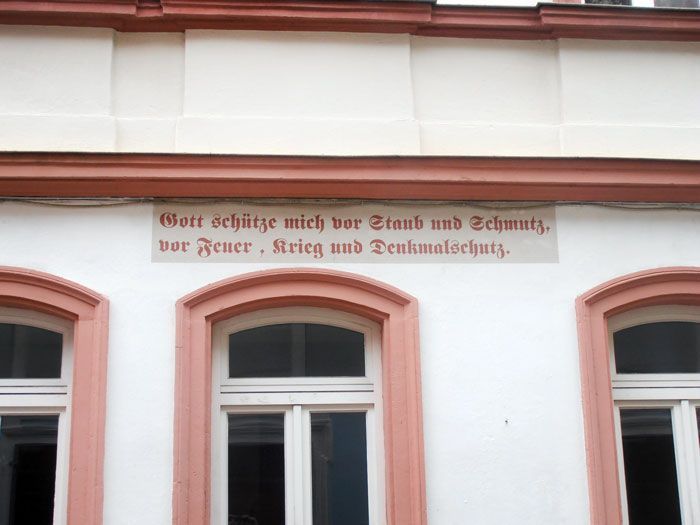 Gott schütze mich vor Staub und Schmutz,
vor Feuer , Krieg und Denkmalschutz.